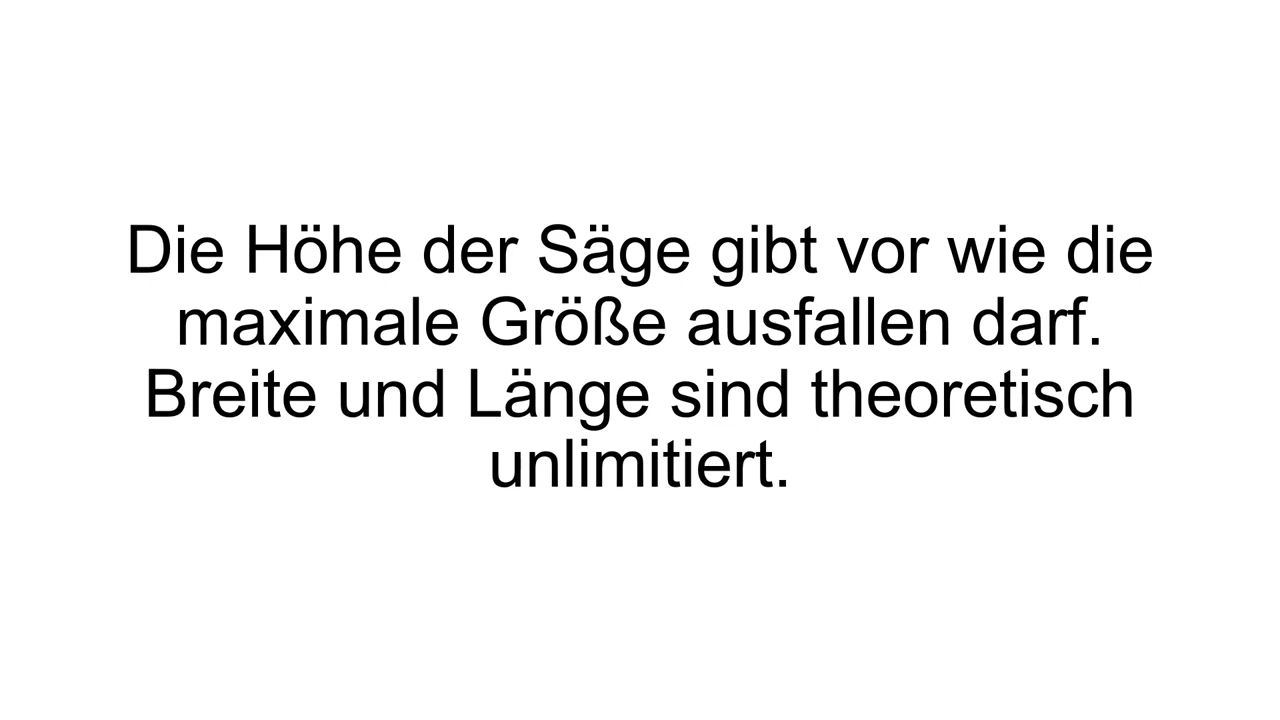 Die Höhe der Säge gibt vor wie die
maximale Größe ausfallen darf.
Breite und Länge sind theoretisch
unlimitiert.